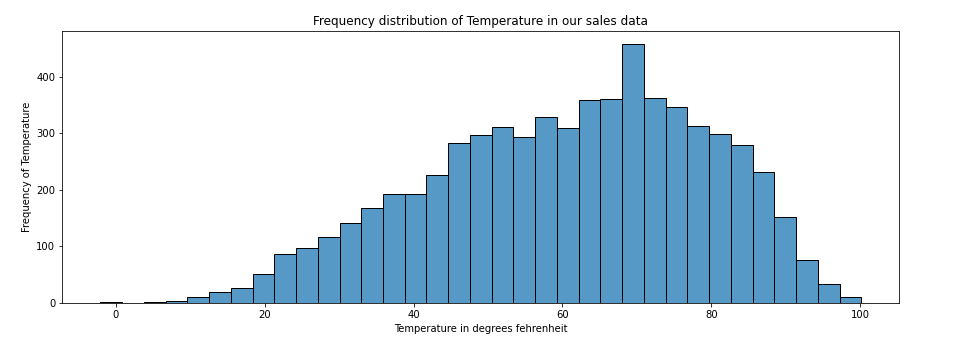 Frequency distribution of Temperature in our sales data
Frequency of Temperature
400
300
200
100
0
0 20 40 60 80 100
Temperature in degrees fehrenheit